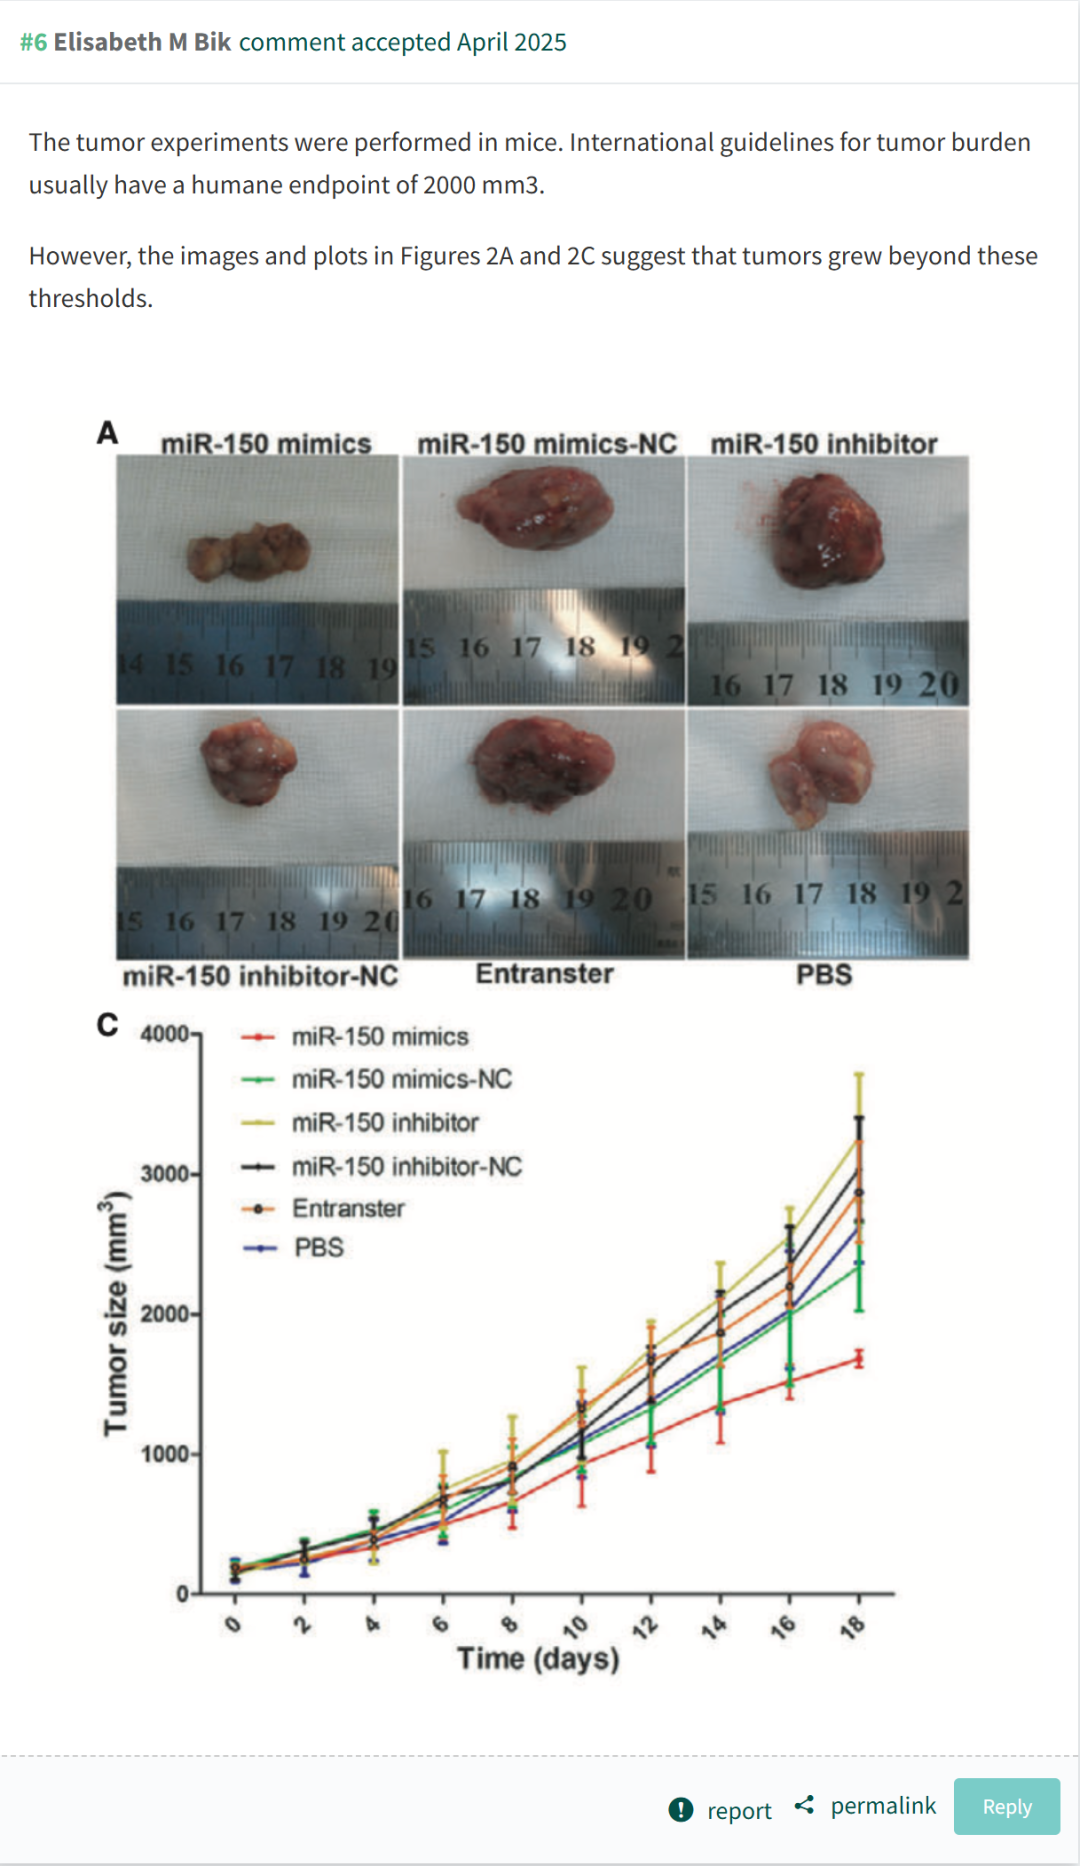 #6 Elisabeth M Bik comment accepted April 2025
The tumor experiments were performed in mice. International guidelines for tumor burden
usually have a humane endpoint of 2000 mm3.
However, the images and plots in Figures 2A and 2C suggest that tumors grew beyond these
thresholds.
A
miR-150 mimics miR-150 mimics-NC miR-150 inhibitor
14 15 16 17 18 19
15 16 17 18 19 2
16 17 18 19 20
15 16 17 18 19 20
16 17 18 19 20
15 16 17 18 19 2
miR-150 inhibitor-NC Entranster PBS
C
Tumor size (mm³)
4000
3000
2000
1000
0
miR-150 mimics
miR-150 mimics-NC
miR-150 inhibitor
miR-150 inhibitor-NC
Entranster
PBS
0 2 4 6 8 10 12 14 16 18
Time (days)
! report permalink Reply